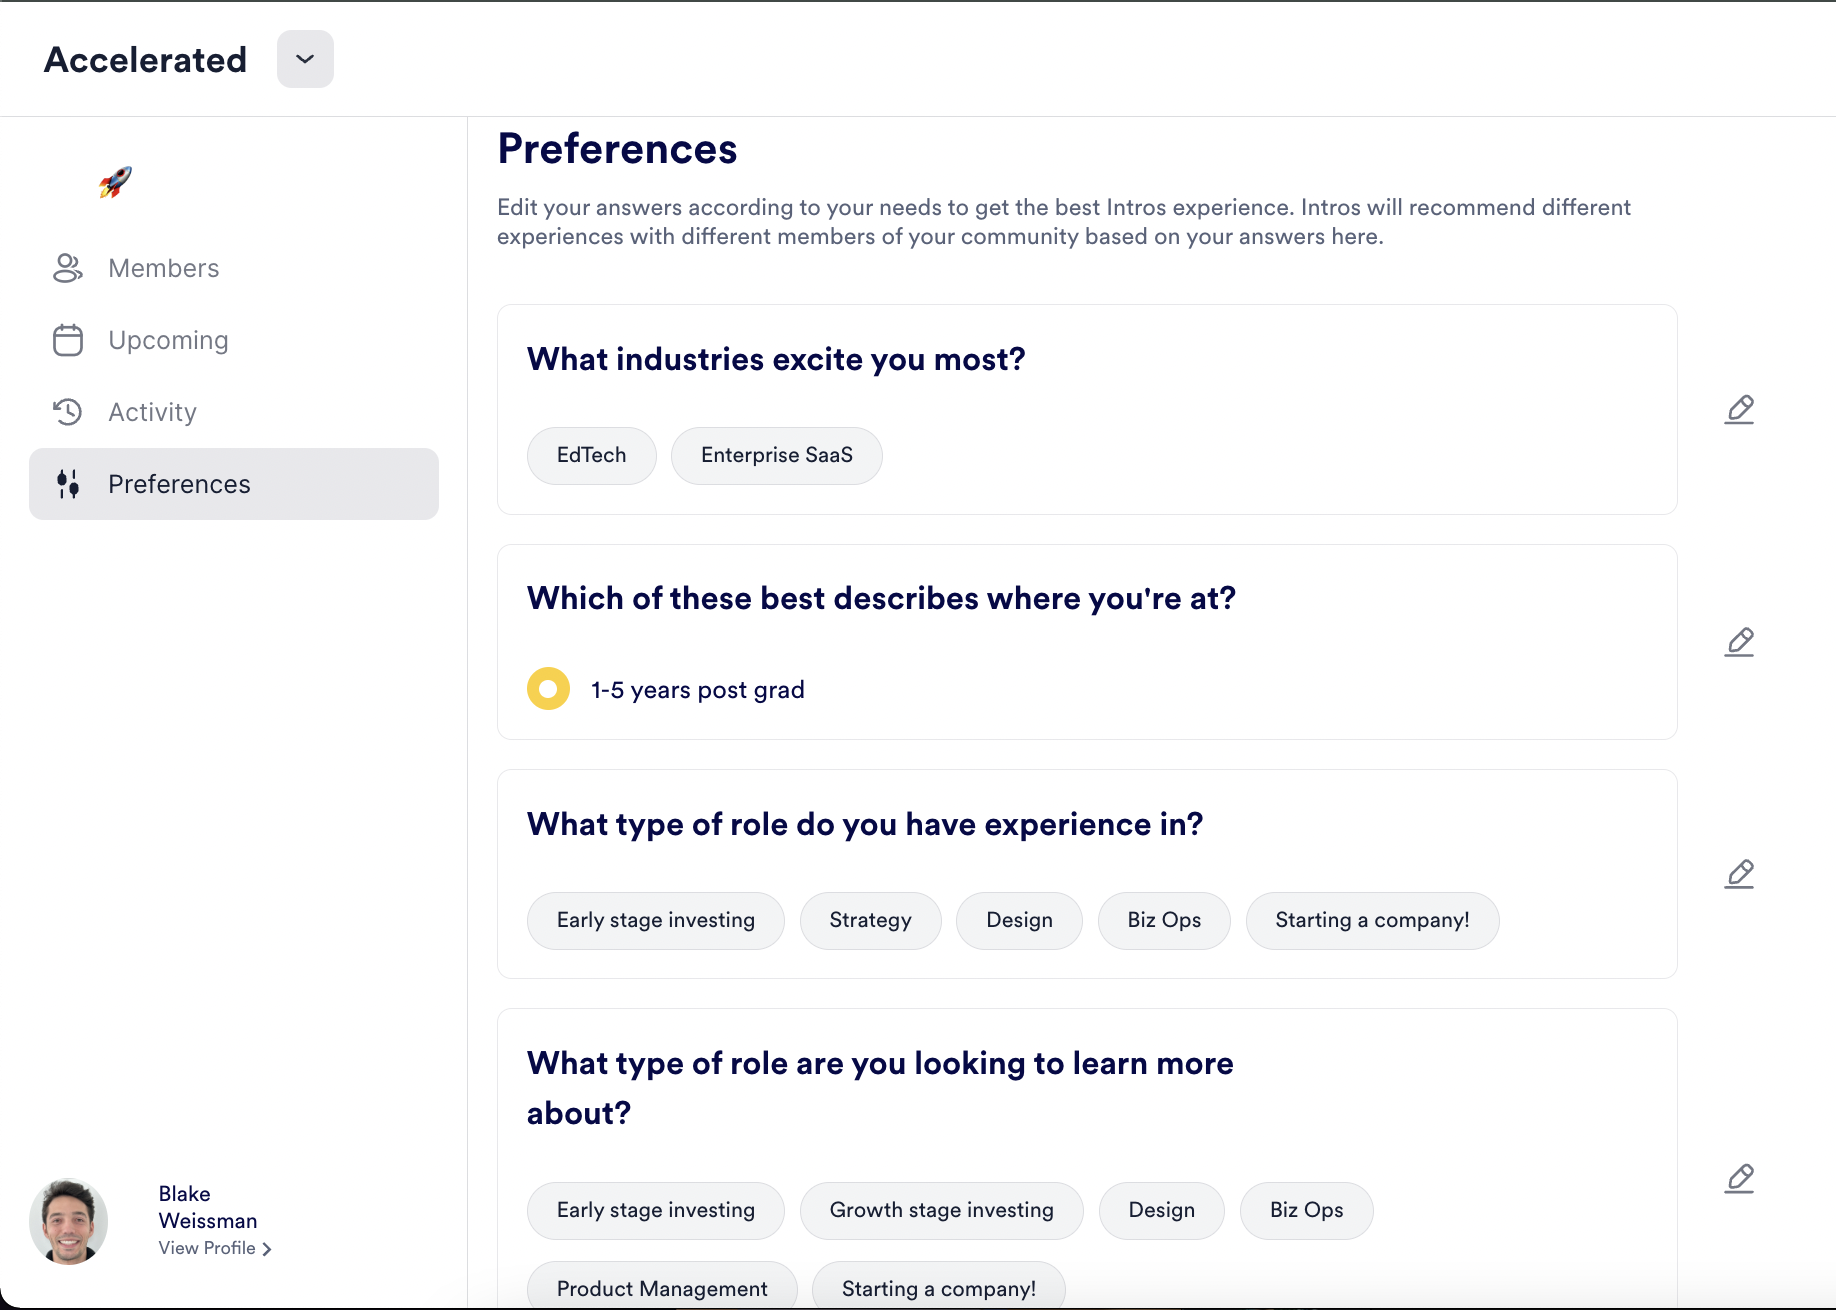 Accelerated
Members
Upcoming
Activity
Preferences
Blake
Weissman
View Profile
Preferences
Edit your answers according to your needs to get the best Intros experience. Intros will recommend different
experiences with different members of your community based on your answers here.
What industries excite you most?
EdTech Enterprise SaaS
Which of these best describes where you're at?
1-5 years post grad
What type of role do you have experience in?
Early stage investing Strategy Design Biz Ops Starting a company!
What type of role are you looking to learn more
about?
Early stage investing Growth stage investing Design Biz Ops
Product Management Starting a company!